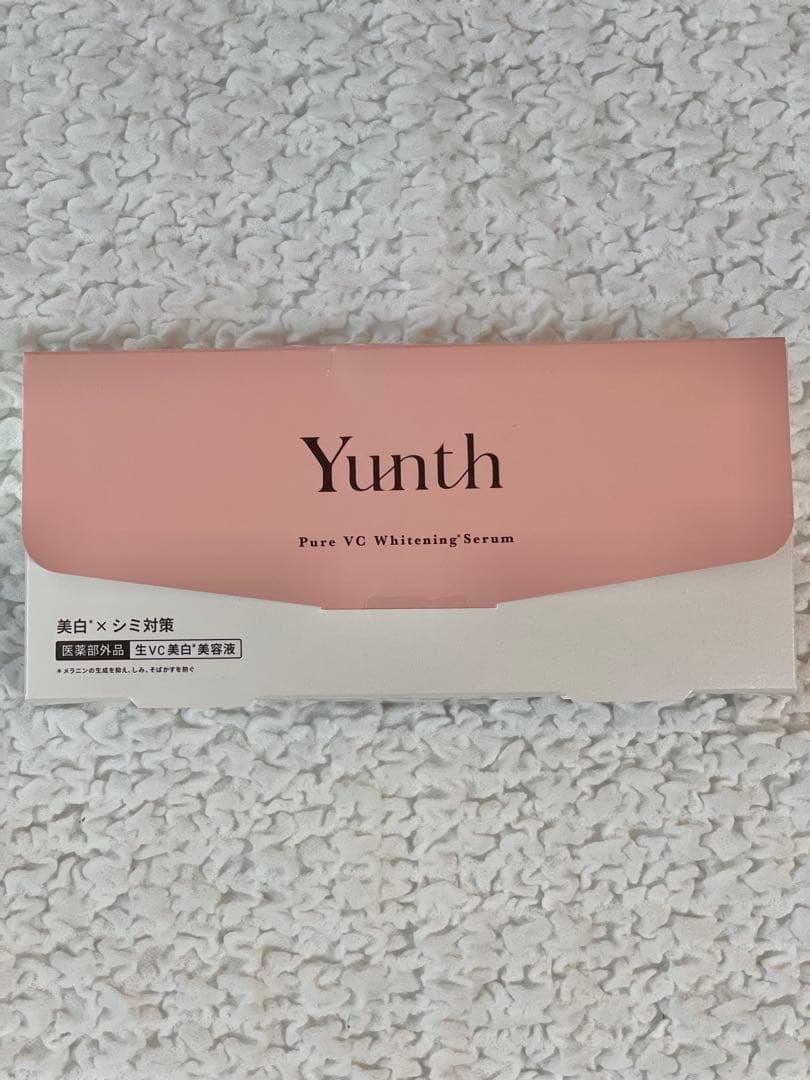 Yunth
Pure VC Whitening* Serum
美白*×シミ対策
医薬部外品 生VC美白*美容液
*メラニンの生成を抑え、しみ、そばかすを防ぐ